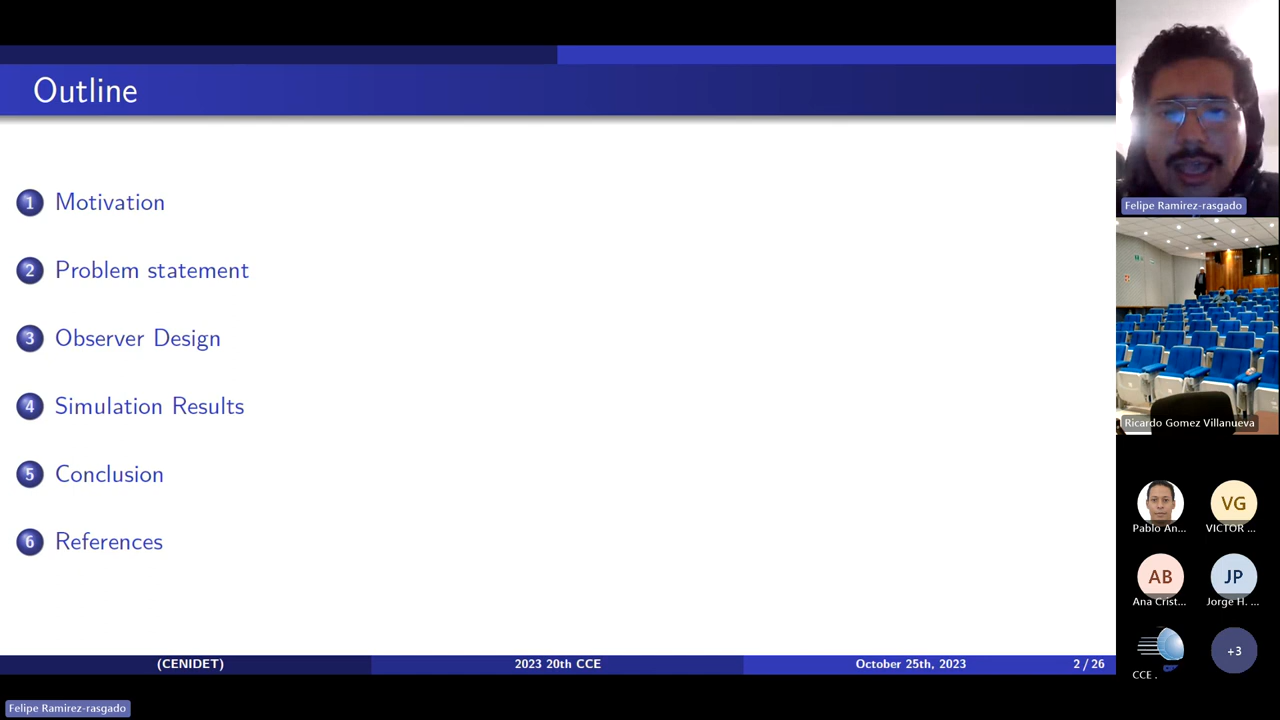 Outline
1 Motivation
2 Problem statement
3 Observer Design
4 Simulation Results
5 Conclusion
6 References
(CENIDET)
2023 20th CCE
October 25th, 2023
2 / 26
Felipe Ramirez-rasgado
Felipe Ramirez-rasgado
Ricardo Gomez Villanueva
Pablo An...
VG
VICTOR ...
AB
Ana Crist...
JP
Jorge H. ...
CCE .
+3